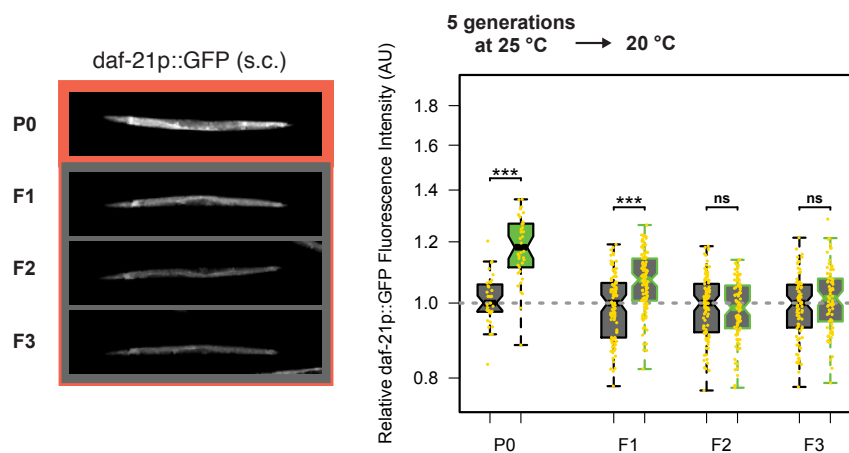 daf-21p::GFP (s.c.)
P0
F1
F2
F3
5 generations
at 25 °C → 20 °C
Relative daf-21p::GFP Fluorescence Intensity (AU)
1.8
1.6
1.4
1.2
1.0
0.8
***
***
ns
ns
P0
F1
F2
F3